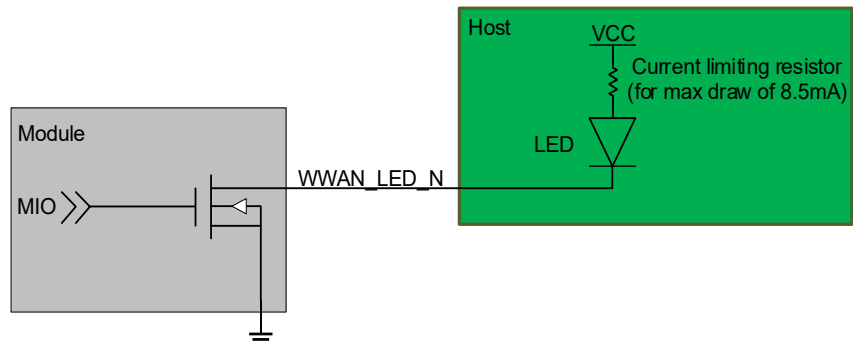 Host
VCC
Current limiting resistor
(for max draw of 8.5mA)
LED
Module
WWAN_LED_N
MIO